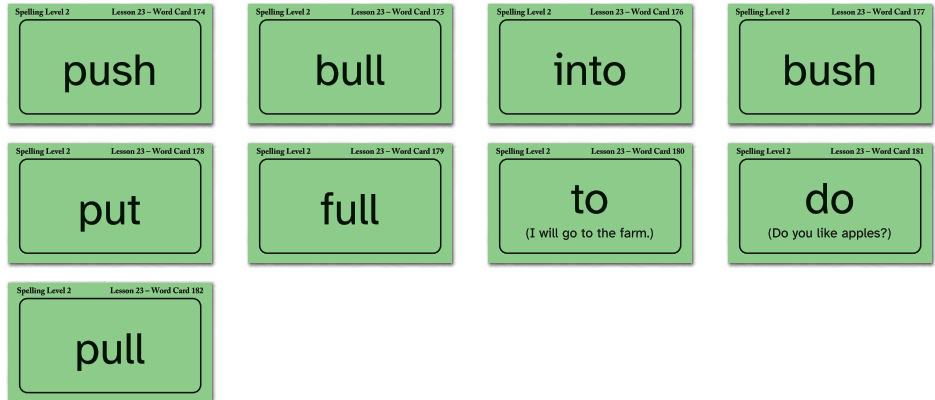 Spelling Level 2 Lesson 23 – Word Card 174
push
Spelling Level 2 Lesson 23 – Word Card 175
bull
Spelling Level 2 Lesson 23 – Word Card 176
into
Spelling Level 2 Lesson 23 – Word Card 177
bush
Spelling Level 2 Lesson 23 – Word Card 178
put
Spelling Level 2 Lesson 23 – Word Card 179
full
Spelling Level 2 Lesson 23 – Word Card 180
to
(I will go to the farm.)
Spelling Level 2 Lesson 23 – Word Card 181
do
(Do you like apples?)
Spelling Level 2 Lesson 23 – Word Card 182
pull